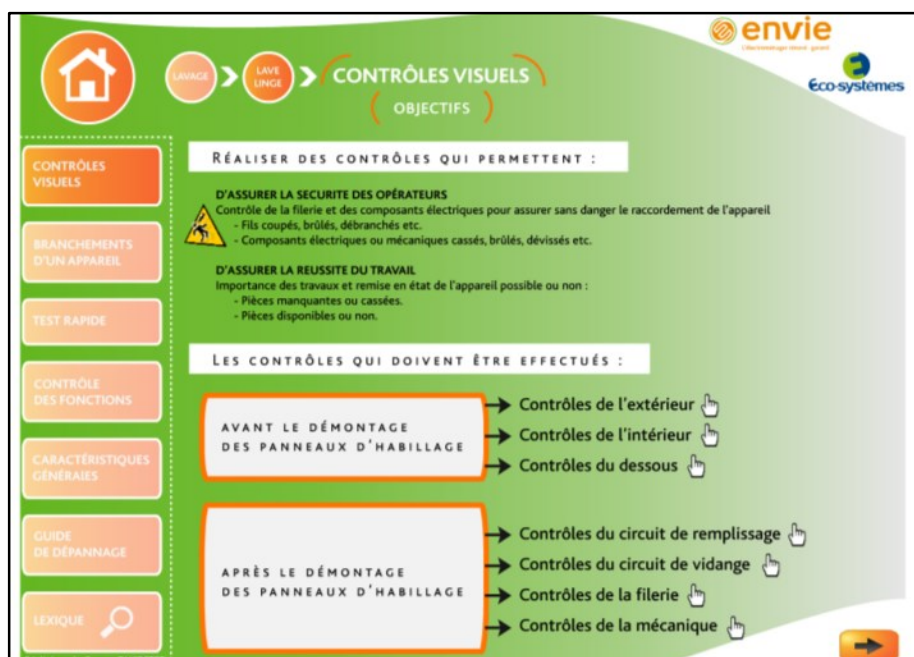 envie
L'électroménager rénové, garanti
Eco-systèmes
LAVAGE
LAVE
LINGE
CONTRÔLES VISUELS
OBJECTIFS
CONTRÔLES
VISUELS
BRANCHEMENTS
D'UN APPAREIL
TEST RAPIDE
CONTRÔLE
DES FONCTIONS
CARACTÉRISTIQUES
GÉNÉRALES
GUIDE
DE DÉPANNAGE
LEXIQUE
RÉALISER DES CONTRÔLES QUI PERMETTENT :
D'ASSURER LA SECURITE DES OPÉRATEURS
Contrôle de la filerie et des composants électriques pour assurer sans danger le raccordement de l'appareil
- Fils coupés, brûlés, débranchés etc.
- Composants électriques ou mécaniques cassés, brûlés, dévissés etc.
D'ASSURER LA REUSSITE DU TRAVAIL
Importance des travaux et remise en état de l'appareil possible ou non :
- Pièces manquantes ou cassées.
- Pièces disponibles ou non.
LES CONTRÔLES QUI DOIVENT ÊTRE EFFECTUÉS :
AVANT LE DÉMONTAGE
DES PANNEAUX D'HABILLAGE
Contrôles de l'extérieur
Contrôles de l'intérieur
Contrôles du dessous
APRÈS LE DÉMONTAGE
DES PANNEAUX D'HABILLAGE
Contrôles du circuit de remplissage
Contrôles du circuit de vidange
Contrôles de la filerie
Contrôles de la mécanique